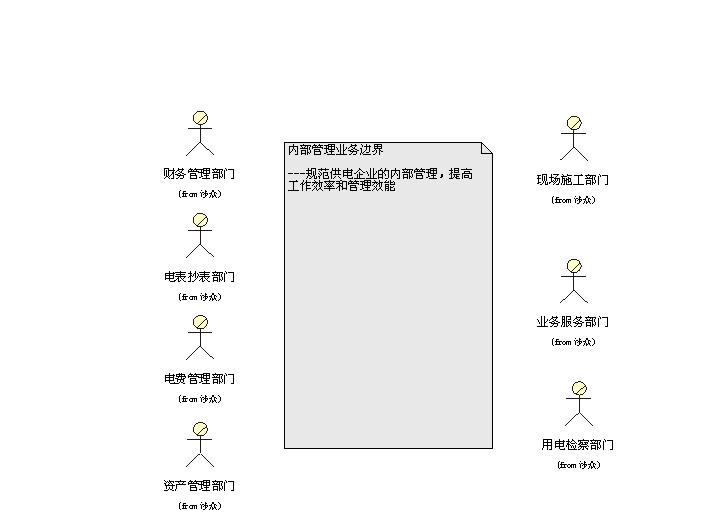 财务管理部门
(from 涉众)
电表抄表部门
(from 涉众)
电费管理部门
(from 涉众)
资产管理部门
(from 涉众)
内部管理业务边界
---规范供电企业的内部管理，提高
工作效率和管理效能
现场施工部门
(from 涉众)
业务服务部门
(from 涉众)
用电检察部门
(from 涉众)